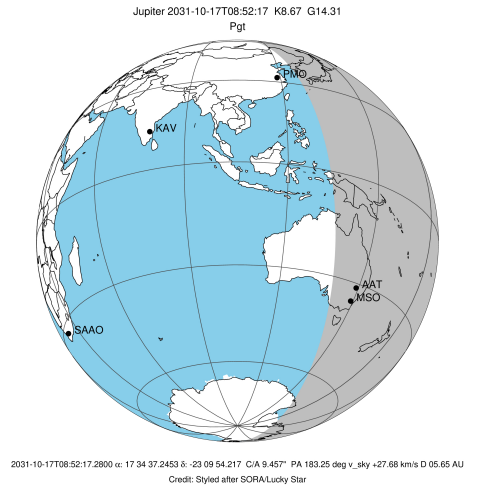 Jupiter 2031-10-17T08:52:17 K8.67 G14.31
Pgt
PMO
KAV
AAT
MSO
SAAO
2031-10-17T08:52:17.2800 α: 17 34 37.2453 δ: -23 09 54.217 C/A 9.457" PA 183.25 deg v_sky +27.68 km/s D 05.65 AU
Credit: Styled after SORA/Lucky Star